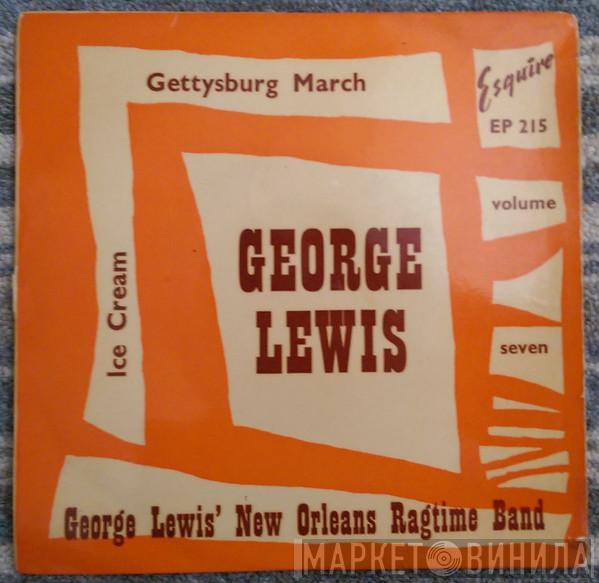 Gettysburg March
Esquire
EP 215
volume
seven
Ice Cream
GEORGE
LEWIS
George Lewis' New Orleans Ragtime Band
МАРКЕТ ВИНИЛА